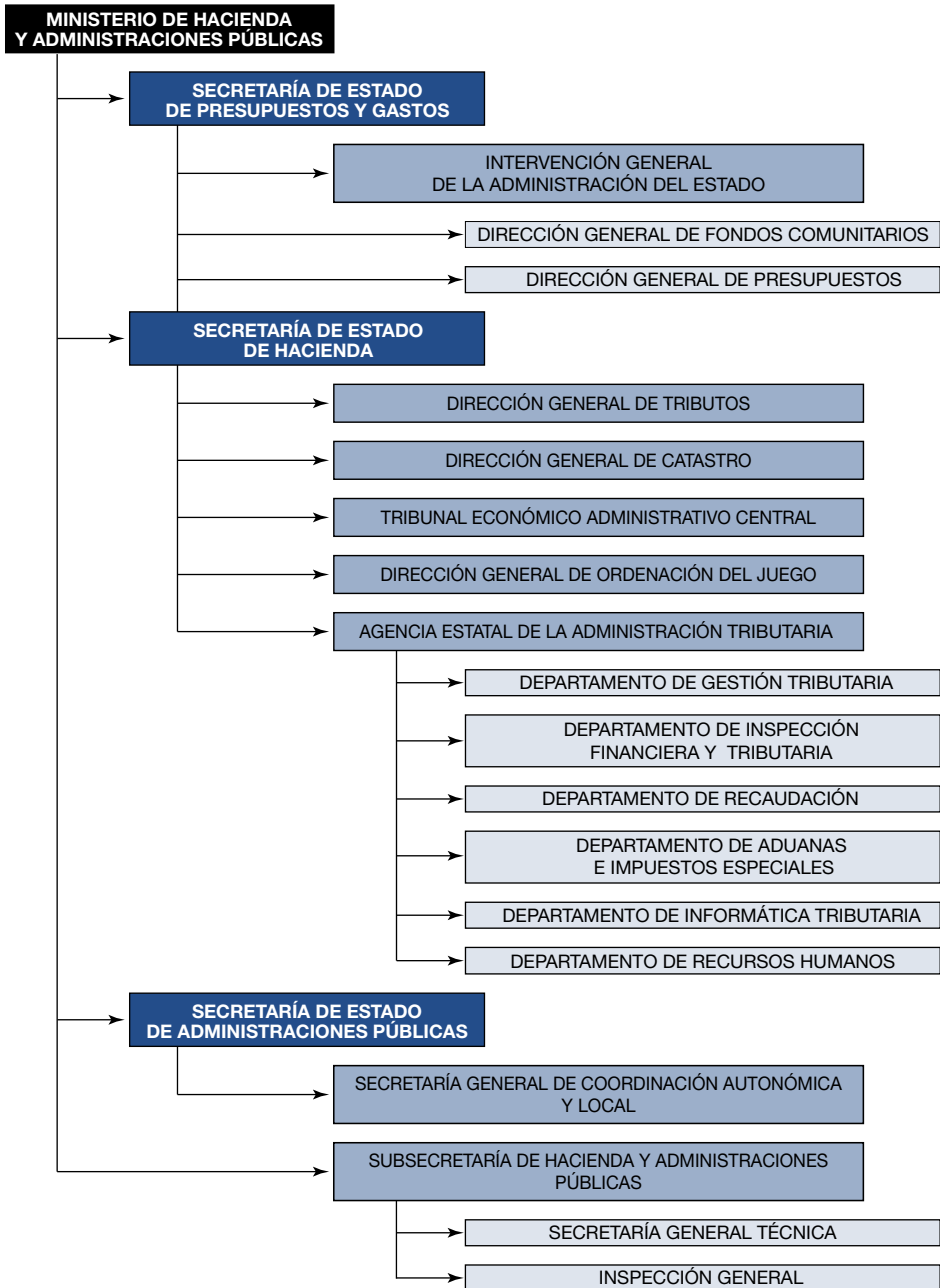 MINISTERIO DE HACIENDA
Y ADMINISTRACIONES PÚBLICAS
SECRETARÍA DE ESTADO
DE PRESUPUESTOS Y GASTOS
INTERVENCIÓN GENERAL
DE LA ADMINISTRACIÓN DEL ESTADO
DIRECCIÓN GENERAL DE FONDOS COMUNITARIOS
DIRECCIÓN GENERAL DE PRESUPUESTOS
SECRETARÍA DE ESTADO
DE HACIENDA
DIRECCIÓN GENERAL DE TRIBUTOS
DIRECCIÓN GENERAL DE CATASTRO
TRIBUNAL ECONÓMICO ADMINISTRATIVO CENTRAL
DIRECCIÓN GENERAL DE ORDENACIÓN DEL JUEGO
AGENCIA ESTATAL DE LA ADMINISTRACIÓN TRIBUTARIA
DEPARTAMENTO DE GESTIÓN TRIBUTARIA
DEPARTAMENTO DE INSPECCIÓN
FINANCIERA Y TRIBUTARIA
DEPARTAMENTO DE RECAUDACIÓN
DEPARTAMENTO DE ADUANAS
E IMPUESTOS ESPECIALES
DEPARTAMENTO DE INFORMÁTICA TRIBUTARIA
DEPARTAMENTO DE RECURSOS HUMANOS
SECRETARÍA DE ESTADO
DE ADMINISTRACIONES PÚBLICAS
SECRETARÍA GENERAL DE COORDINACIÓN AUTONÓMICA
Y LOCAL
SUBSECRETARÍA DE HACIENDA Y ADMINISTRACIONES
PÚBLICAS
SECRETARÍA GENERAL TÉCNICA
INSPECCIÓN GENERAL